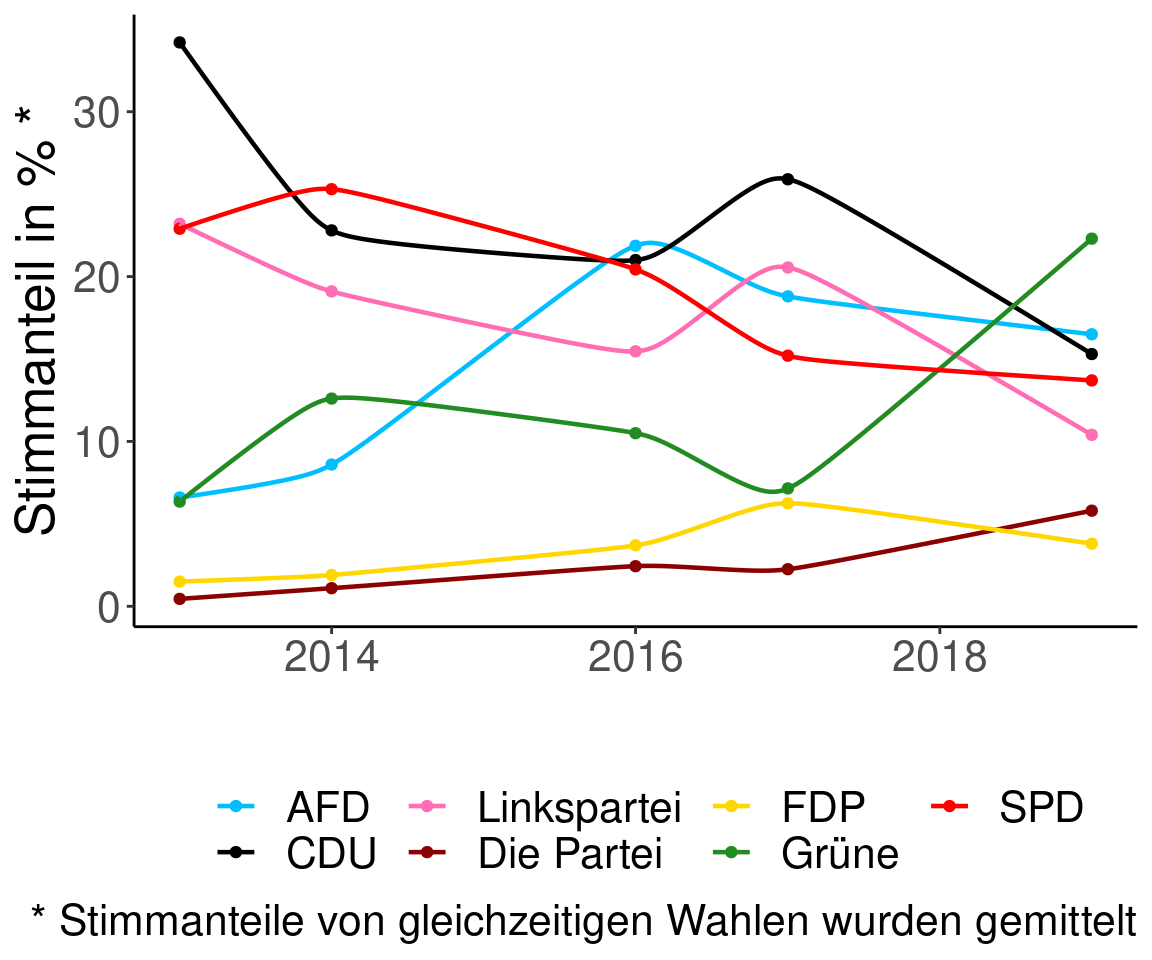 Stimmanteil in % *
30
20
10
0
2014 2016 2018
AFD Linkspartei FDP SPD
CDU Die Partei Grüne
* Stimmanteile von gleichzeitigen Wahlen wurden gemittelt